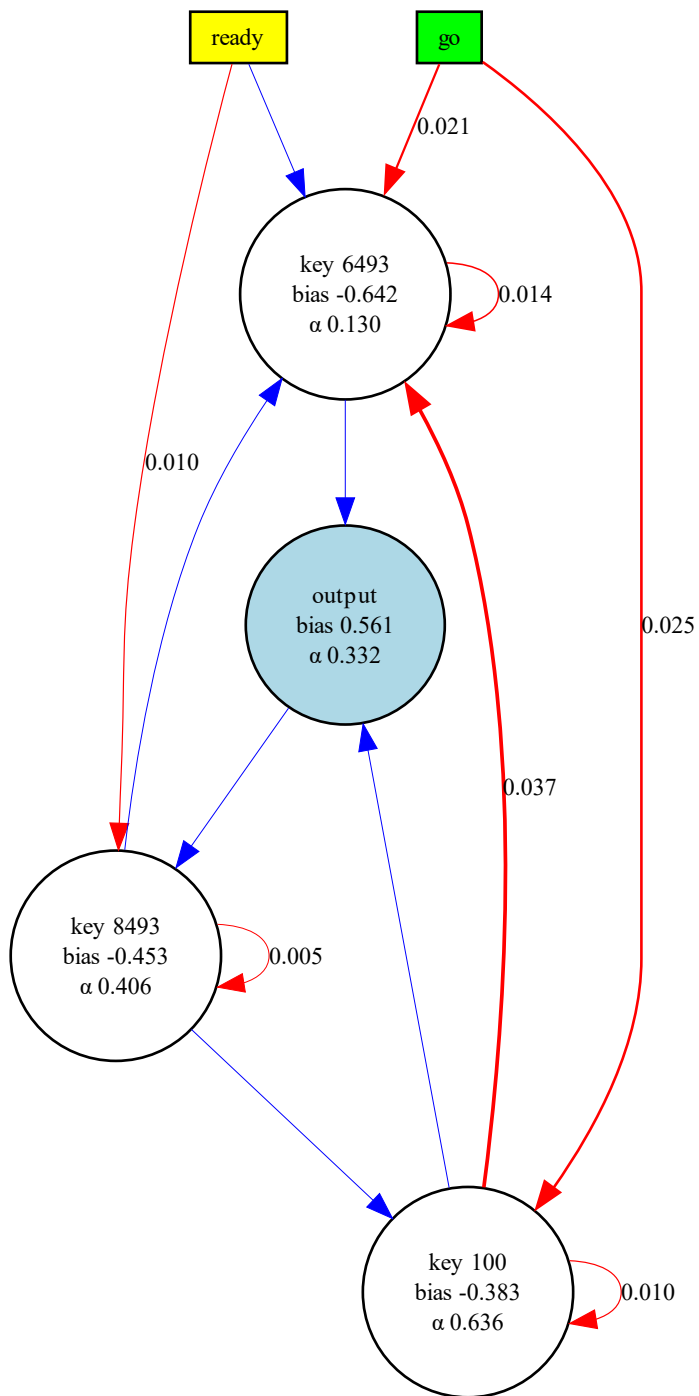 ready
go
0.021
key 6493
bias -0.642
α 0.130
0.014
0.010
output
bias 0.561
α 0.332
0.025
0.037
key 8493
bias -0.453
α 0.406
0.005
key 100
bias -0.383
α 0.636
0.010